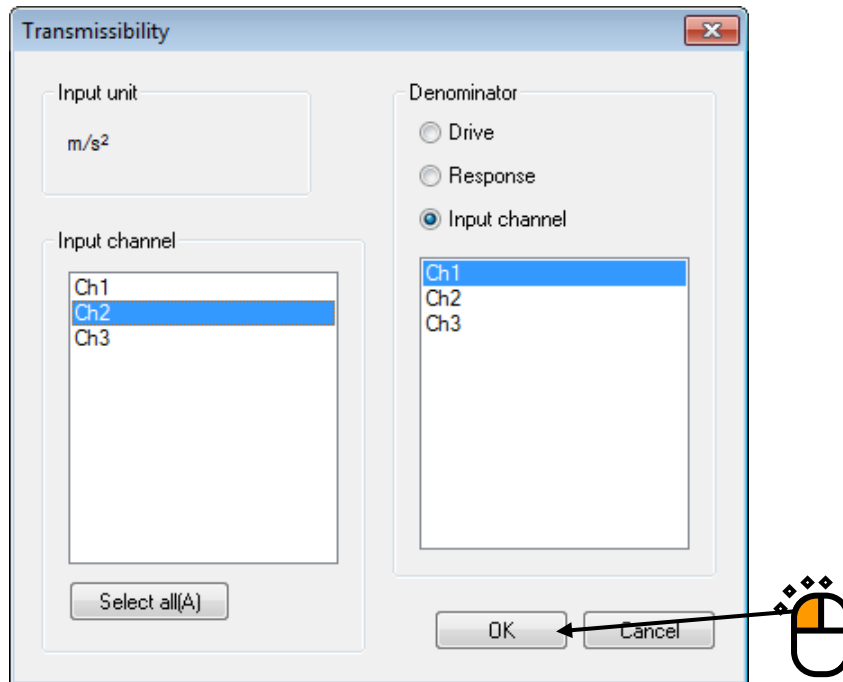 Transmissibility
Input unit
m/s²
Input channel
Ch1
Ch2
Ch3
Select all(A)
Denominator
Drive
Response
Input channel
Ch1
Ch2
Ch3
OK
Cancel